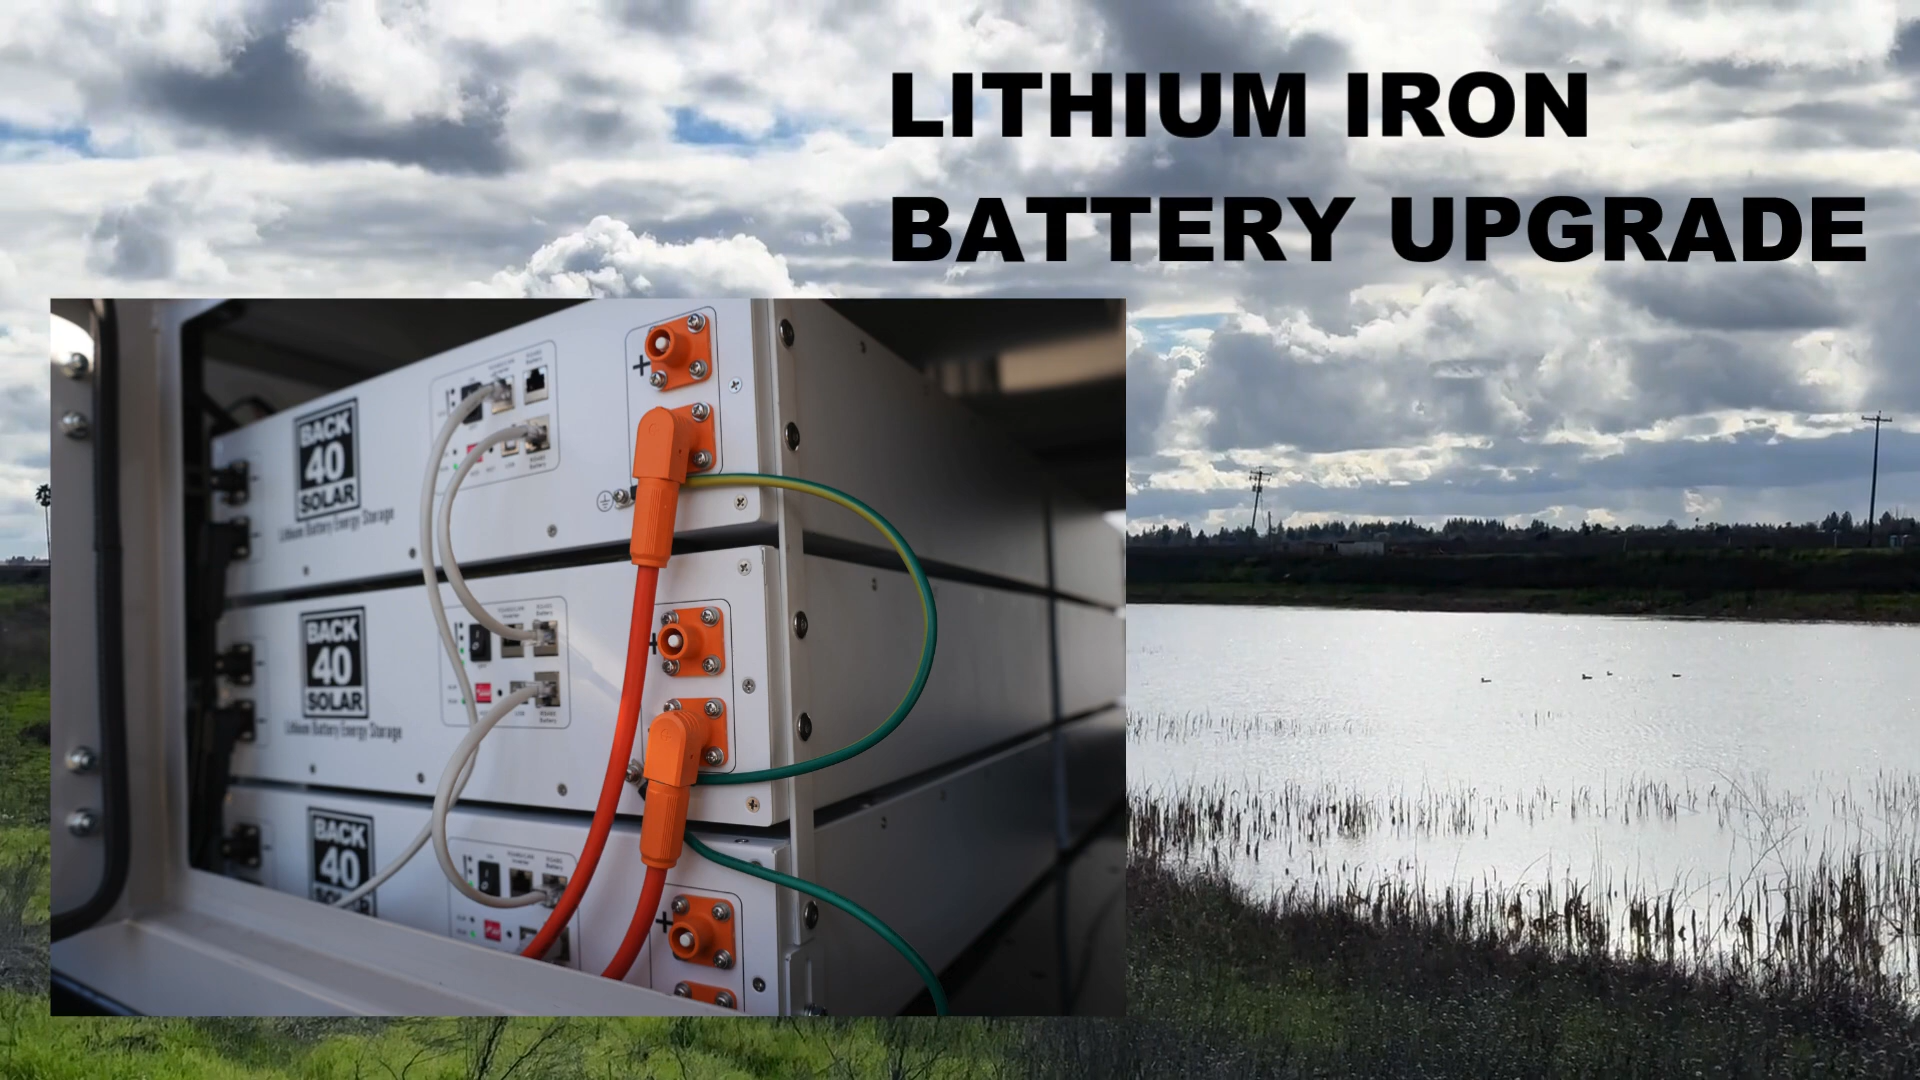 LITHIUM IRON
BATTERY UPGRADE
BACK
40
SOLAR
Lithium Battery Energy Storage
+
BACK
40
SOLAR
Lithium Battery Energy Storage
+
BACK
40
SOLAR
+